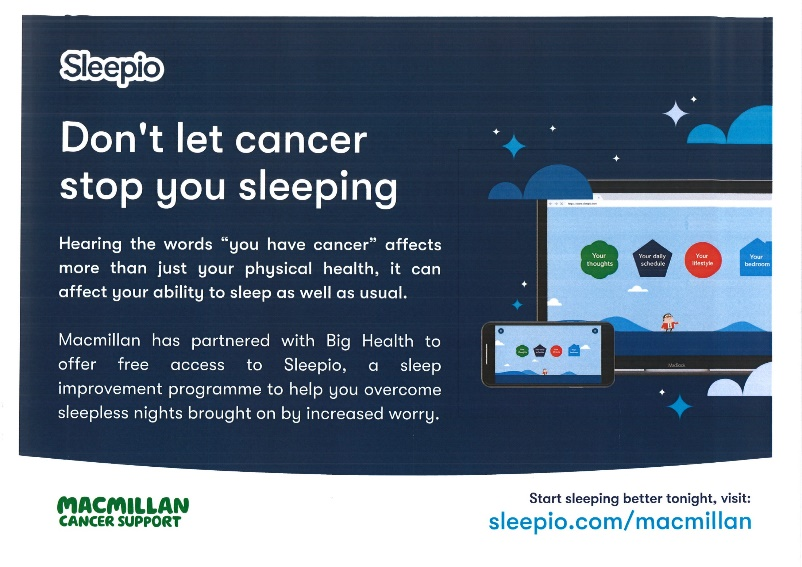 Sleepio
Don't let cancer
stop you sleeping
Hearing the words “you have cancer” affects
more than just your physical health, it can
affect your ability to sleep as well as usual.
Macmillan has partnered with Big Health to
offer free access to Sleepio, a sleep
improvement programme to help you overcome
sleepless nights brought on by increased worry.
Your
thoughts
Your daily
schedule
Your
lifestyle
Your
bedroom
MacBook
MACMILLAN
CANCER SUPPORT
Start sleeping better tonight, visit:
sleepio.com/macmillan